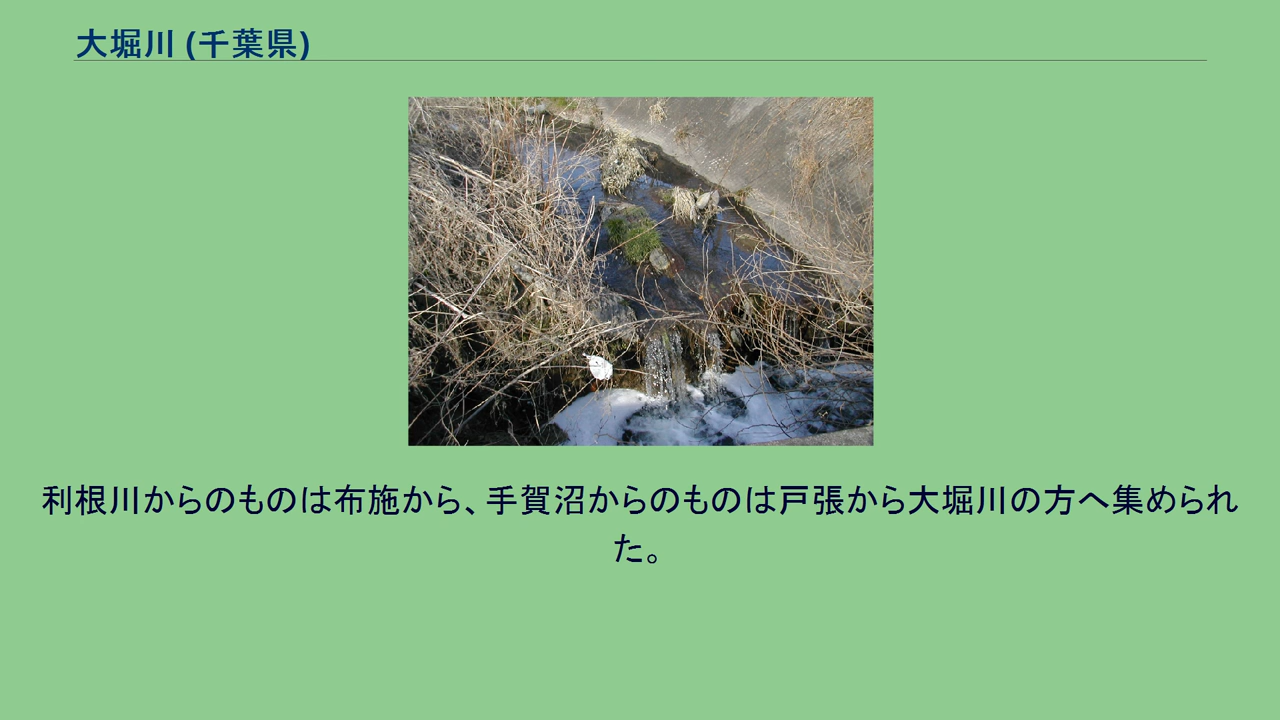 大堀川 (千葉県)
利根川からのものは布施から、手賀沼からのものは戸張から大堀川の方へ集められ
た。